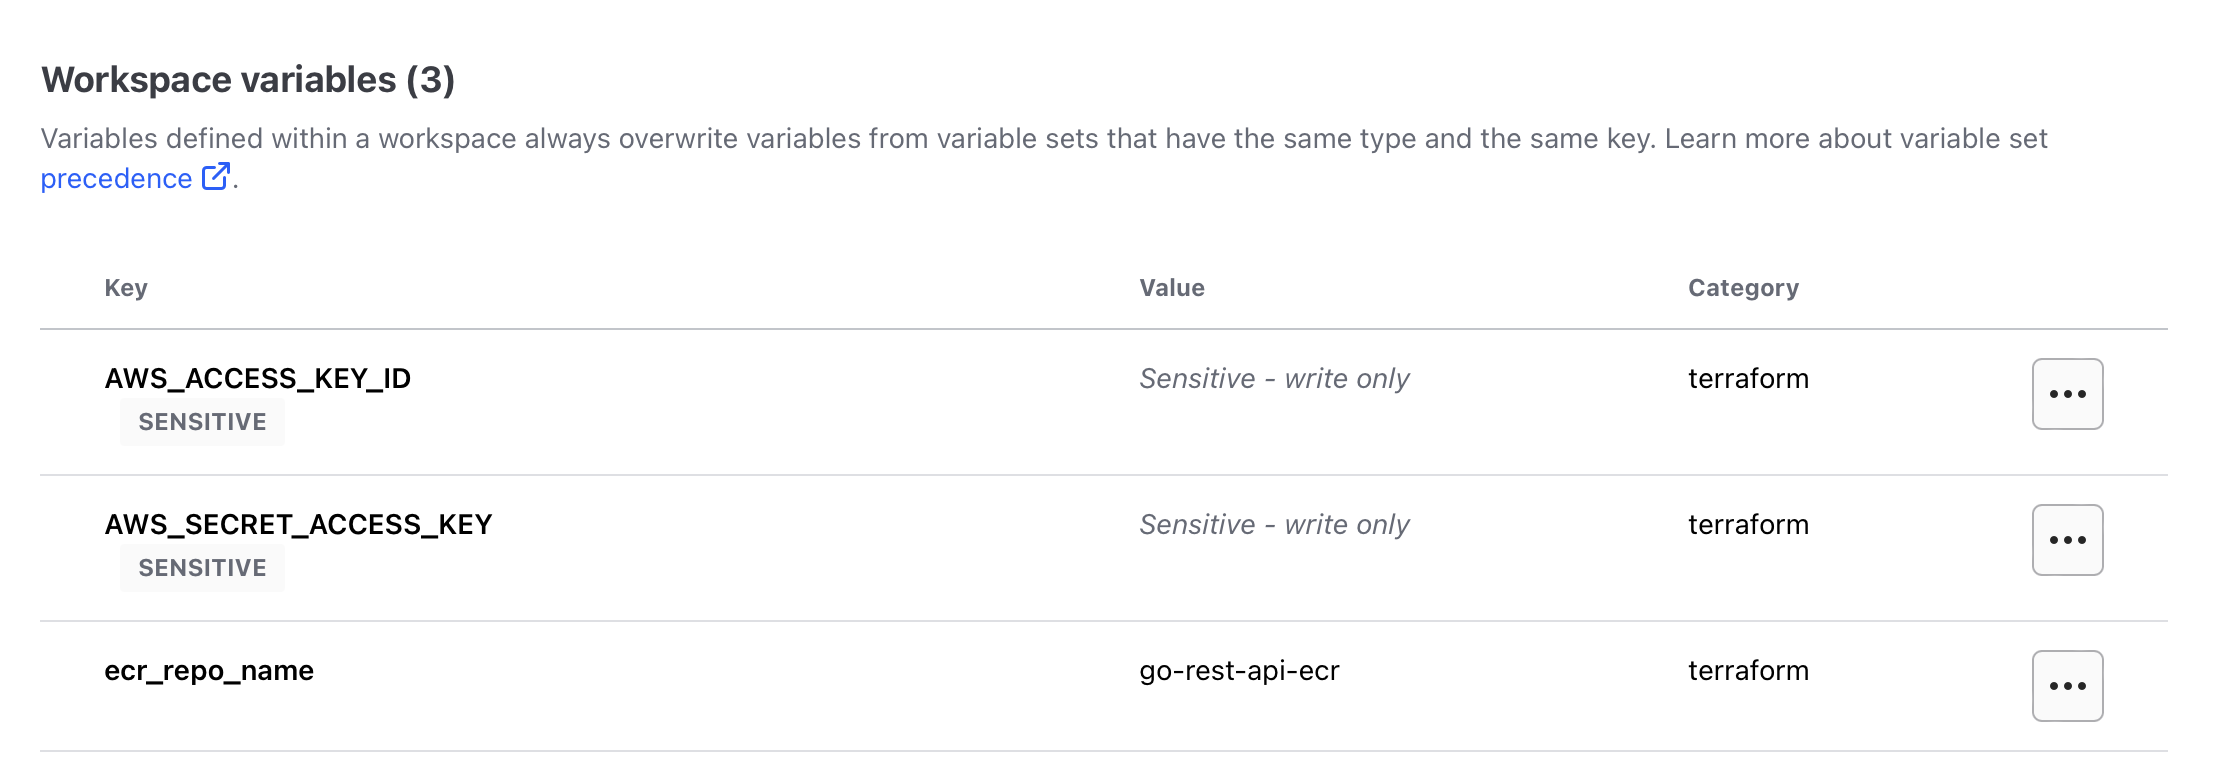 Workspace variables (3)
Variables defined within a workspace always overwrite variables from variable sets that have the same type and the same key. Learn more about variable set
precedence.
Key Value Category
AWS_ACCESS_KEY_ID Sensitive - write only terraform
SENSITIVE
AWS_SECRET_ACCESS_KEY Sensitive - write only terraform
SENSITIVE
ecr_repo_name go-rest-api-ecr terraform